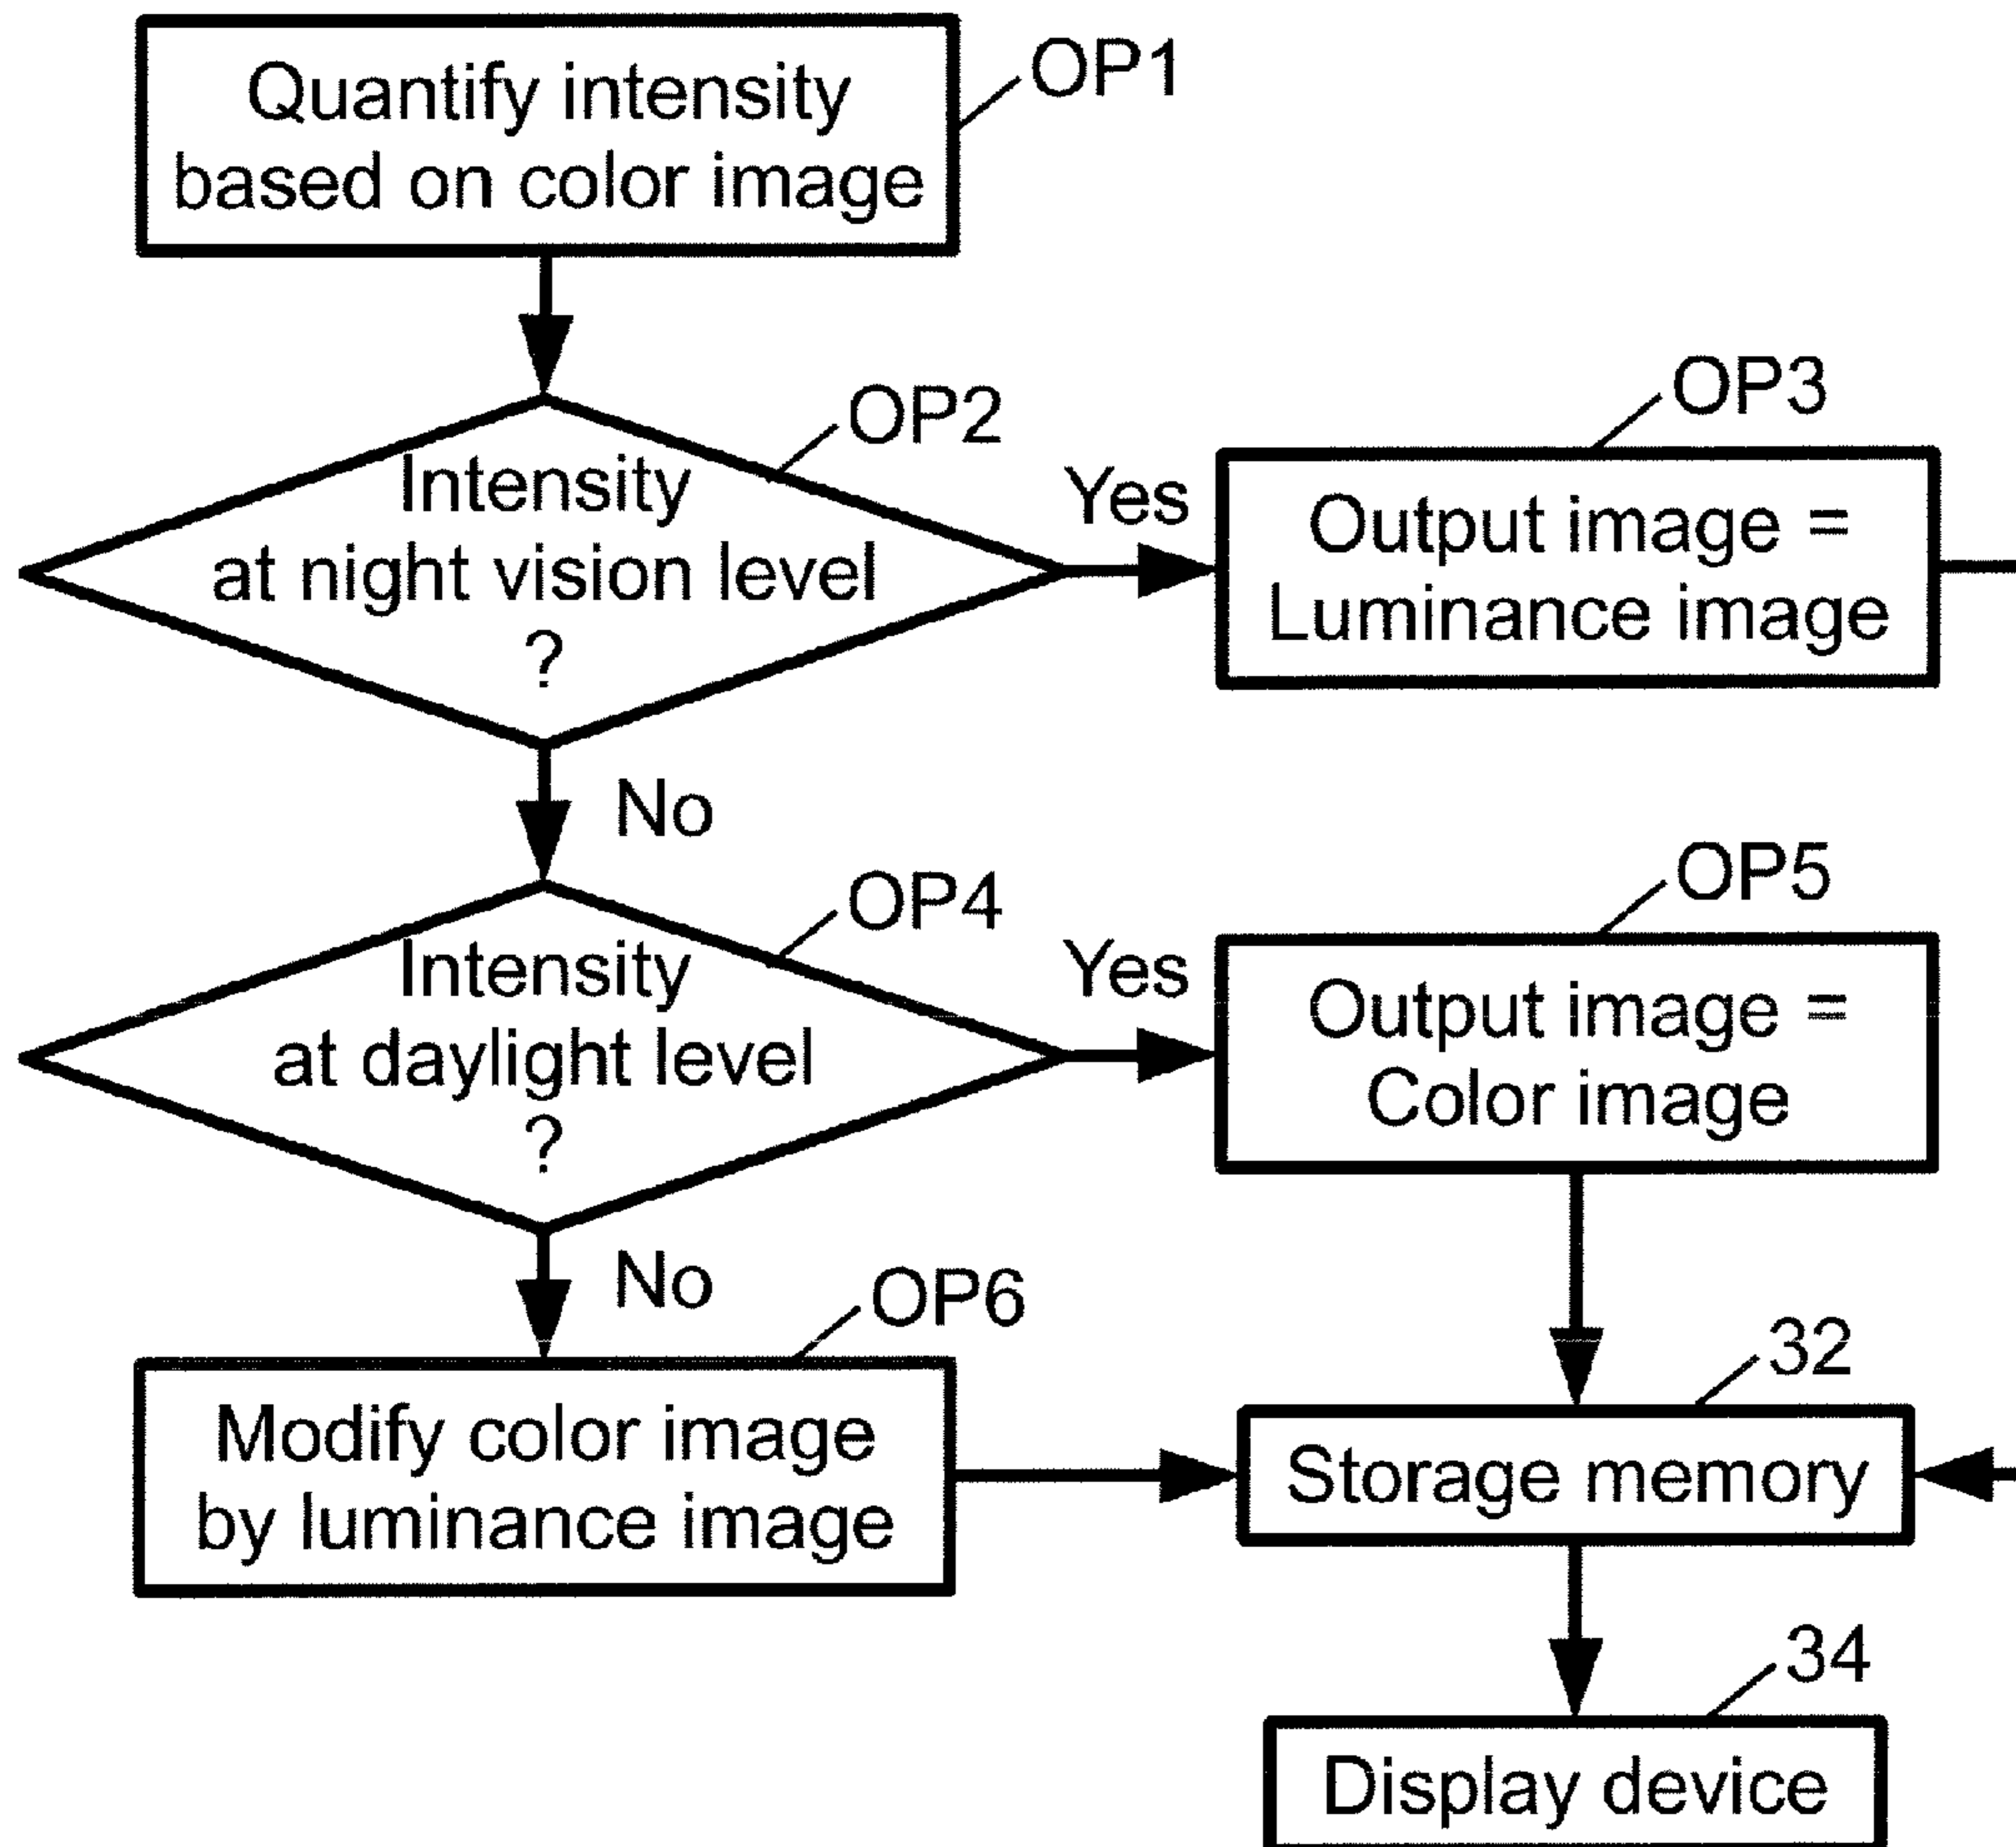 Quantify intensity
based on color image
OP1
OP2
Intensity
at night vision level
?
Yes
OP3
Output image =
Luminance image
No
OP4
Intensity
at daylight level
?
Yes
OP5
Output image =
Color image
No
OP6
Modify color image
by luminance image
32
Storage memory
34
Display device